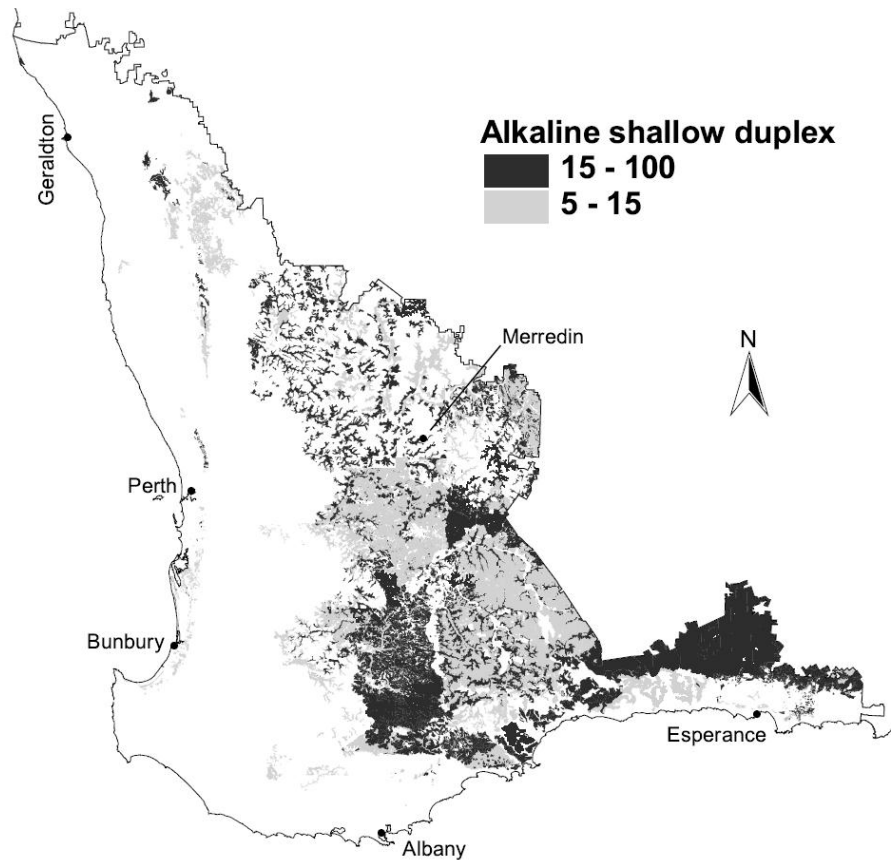 Geraldton
Alkaline shallow duplex
15 - 100
5 - 15
Merredin
N
Perth
Bunbury
Esperance
Albany